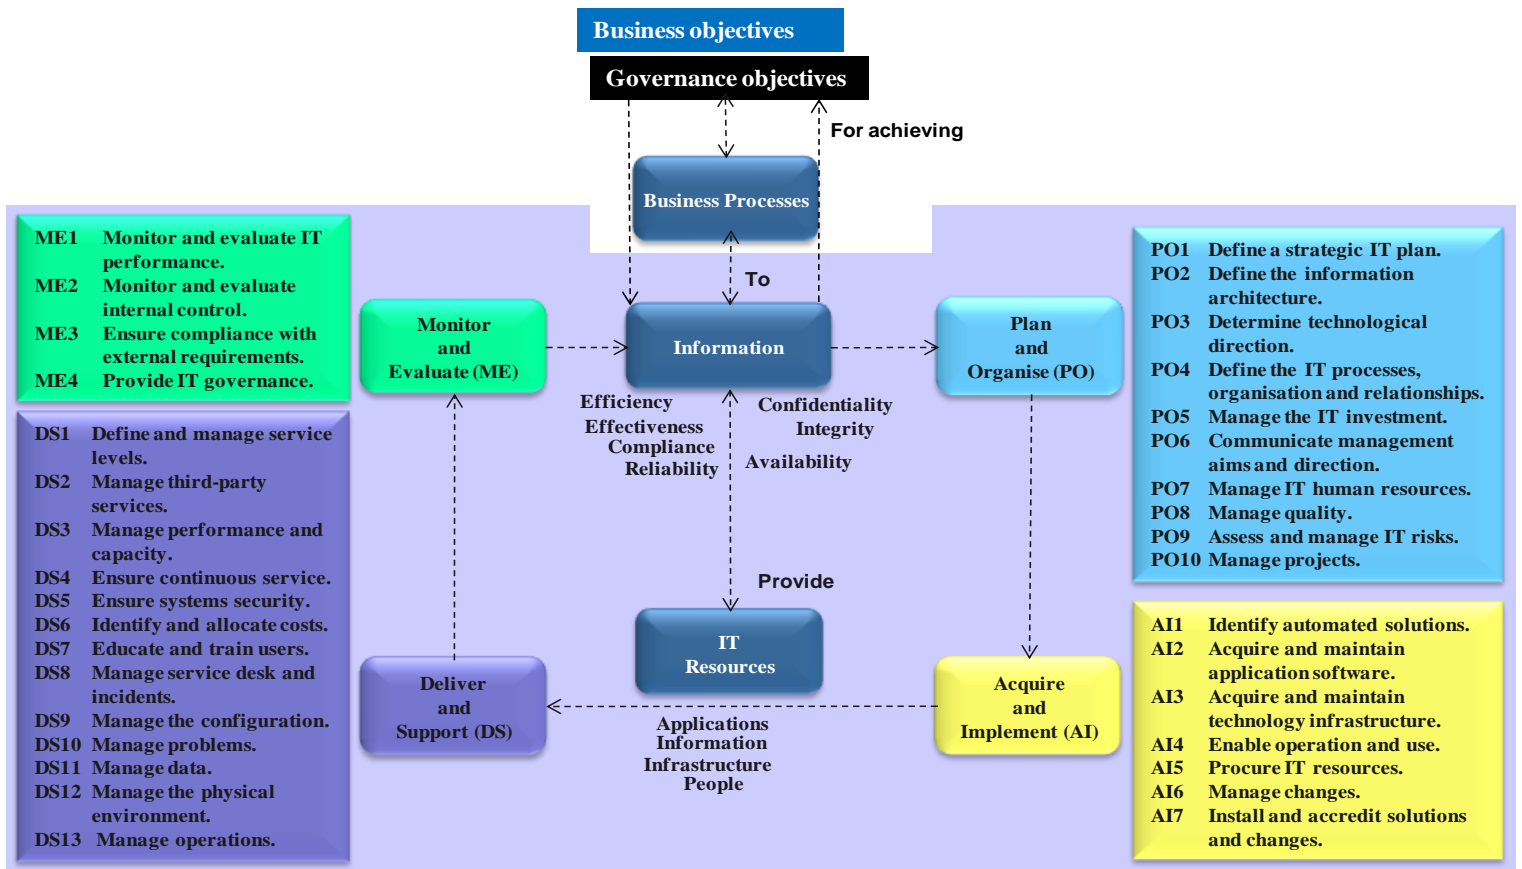 Business objectives
Governance objectives
For achieving
Business Processes
To
ME1 Monitor and evaluate IT
performance.
ME2 Monitor and evaluate
internal control.
ME3 Ensure compliance with
external requirements.
ME4 Provide IT governance.
Monitor
and
Evaluate (ME)
Information
Plan
and
Organise (PO)
PO1 Define a strategic IT plan.
PO2 Define the information
architecture.
PO3 Determine technological
direction.
PO4 Define the IT processes,
organisation and relationships.
PO5 Manage the IT investment.
PO6 Communicate management
aims and direction.
PO7 Manage IT human resources.
PO8 Manage quality.
PO9 Assess and manage IT risks.
PO10 Manage projects.
Efficiency
Effectiveness
Compliance
Reliability
Confidentiality
Integrity
Availability
Provide
DS1 Define and manage service
levels.
DS2 Manage third-party
services.
DS3 Manage performance and
capacity.
DS4 Ensure continuous service.
DS5 Ensure systems security.
DS6 Identify and allocate costs.
DS7 Educate and train users.
DS8 Manage service desk and
incidents.
DS9 Manage the configuration.
DS10 Manage problems.
DS11 Manage data.
DS12 Manage the physical
environment.
DS13 Manage operations.
Deliver
and
Support (DS)
IT
Resources
Applications
Information
Infrastructure
People
Acquire
and
Implement (AI)
AI1 Identify automated solutions.
AI2 Acquire and maintain
application software.
AI3 Acquire and maintain
technology infrastructure.
AI4 Enable operation and use.
AI5 Procure IT resources.
AI6 Manage changes.
AI7 Install and accredit solutions
and changes.